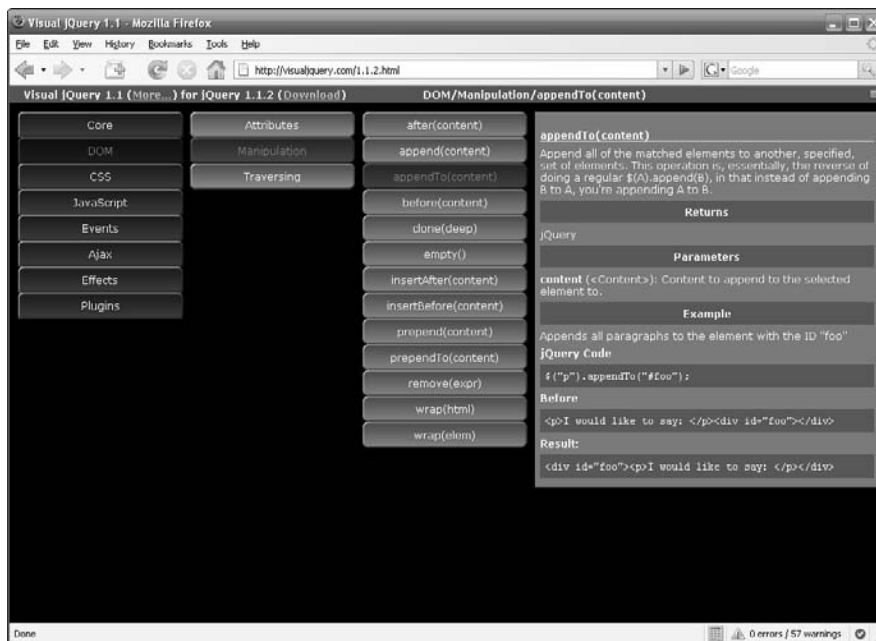 Visual jQuery 1.1 - Mozilla Firefox
File Edit View History Bookmarks Tools Help
http://visualjquery.com/1.1.2.html
Google
Visual jQuery 1.1 (More...) for jQuery 1.1.2 (Download)
DOM/Manipulation/appendTo(content)
Core
DOM
CSS
JavaScript
Events
Ajax
Effects
Plugins
Attributes
Manipulation
Traversing
after(content)
append(content)
appendTo(content)
before(content)
clone(deep)
empty()
insertAfter(content)
insertBefore(content)
prepend(content)
prependTo(content)
remove(expr)
wrap(html)
wrap(elem)
appendTo(content)
Append all of the matched elements to another, specified,
set of elements. This operation is, essentially, the reverse of
doing a regular $(A).append(B), in that instead of appending
B to A, you're appending A to B.
Returns
jQuery
Parameters
content (<Content>): Content to append to the selected
element to.
Example
Appends all paragraphs to the element with the ID "foo"
jQuery Code
$("p").appendTo("#foo");
Before
<p>I would like to say: </p><div id="foo"></div>
Result:
<div id="foo"><p>I would like to say: </p></div>
Done
0 errors / 57 warnings